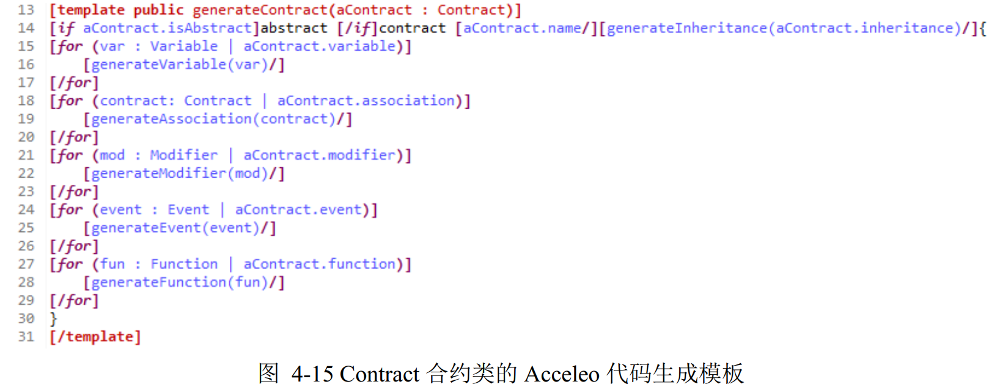 13 [template public generateContract(aContract : Contract)]
14 [if aContract.isAbstract]abstract [/if]contract [aContract.name/][generateInheritance(aContract.inheritance)/]{
15 [for (var : Variable | aContract.variable)]
16     [generateVariable(var)/]
17 [/for]
18 [for (contract: Contract | aContract.association)]
19     [generateAssociation(contract)/]
20 [/for]
21 [for (mod : Modifier | aContract.modifier)]
22     [generateModifier(mod)/]
23 [/for]
24 [for (event : Event | aContract.event)]
25     [generateEvent(event)/]
26 [/for]
27 [for (fun : Function | aContract.function)]
28     [generateFunction(fun)/]
29 [/for]
30 }
31 [/template]
图 4-15 Contract 合约类的 Acceleo 代码生成模板